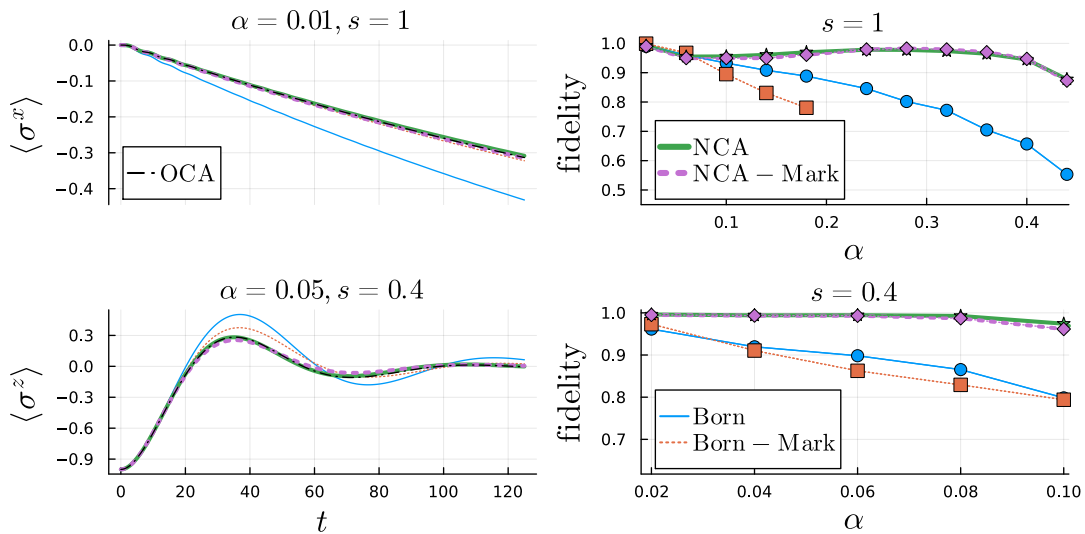 α = 0.01, s = 1
⟨σ^x⟩
0.0
−0.1
−0.2
−0.3
−0.4
OCA
s = 1
fidelity
1.0
0.9
0.8
0.7
0.6
0.5
NCA
NCA − Mark
0.1
0.2
0.3
0.4
α
α = 0.05, s = 0.4
⟨σ^z⟩
0.3
0.0
−0.3
−0.6
−0.9
0
20
40
60
80
100
120
t
s = 0.4
fidelity
1.0
0.9
0.8
0.7
Born
Born − Mark
0.02
0.04
0.06
0.08
0.10
α